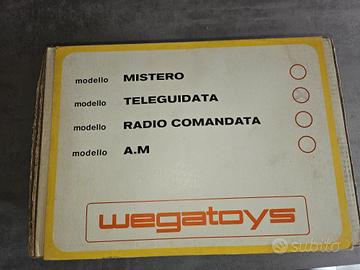 modello MISTERO
modello TELEGUIDATA
modello RADIO COMANDATA
modello A.M
wegatoys
subito